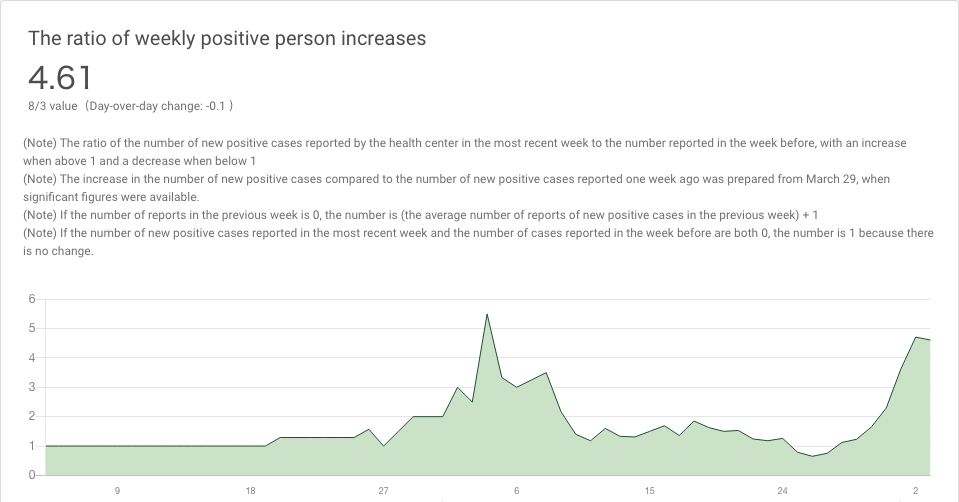 The ratio of weekly positive person increases
4.61
8/3 value （Day-over-day change: -0.1 ）
(Note) The ratio of the number of new positive cases reported by the health center in the most recent week to the number reported in the week before, with an increase
when above 1 and a decrease when below 1
(Note) The increase in the number of new positive cases compared to the number of new positive cases reported one week ago was prepared from March 29, when
significant figures were available.
(Note) If the number of reports in the previous week is 0, the number is (the average number of reports of new positive cases in the previous week) + 1
(Note) If the number of new positive cases reported in the most recent week and the number of cases reported in the week before are both 0, the number is 1 because there
is no change.
6
5
4
3
2
1
0
9 18 27 6 15 24 2